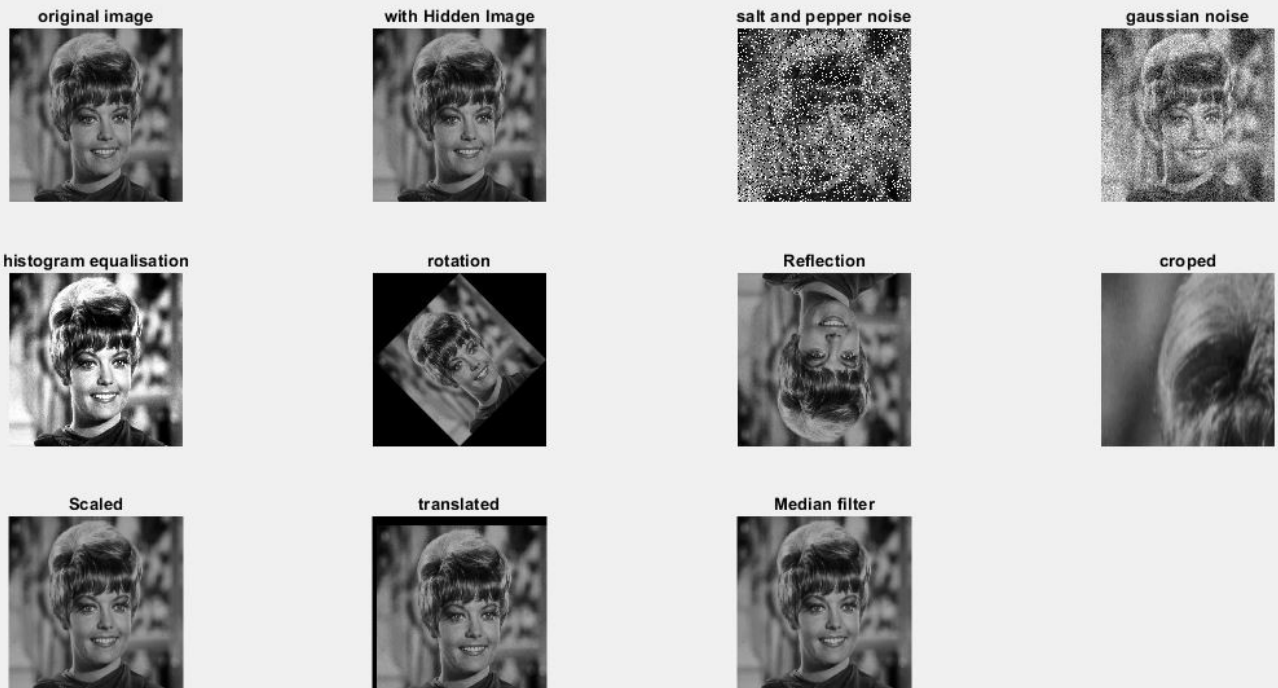 original image
with Hidden Image
salt and pepper noise
gaussian noise
histogram equalisation
rotation
Reflection
croped
Scaled
translated
Median filter